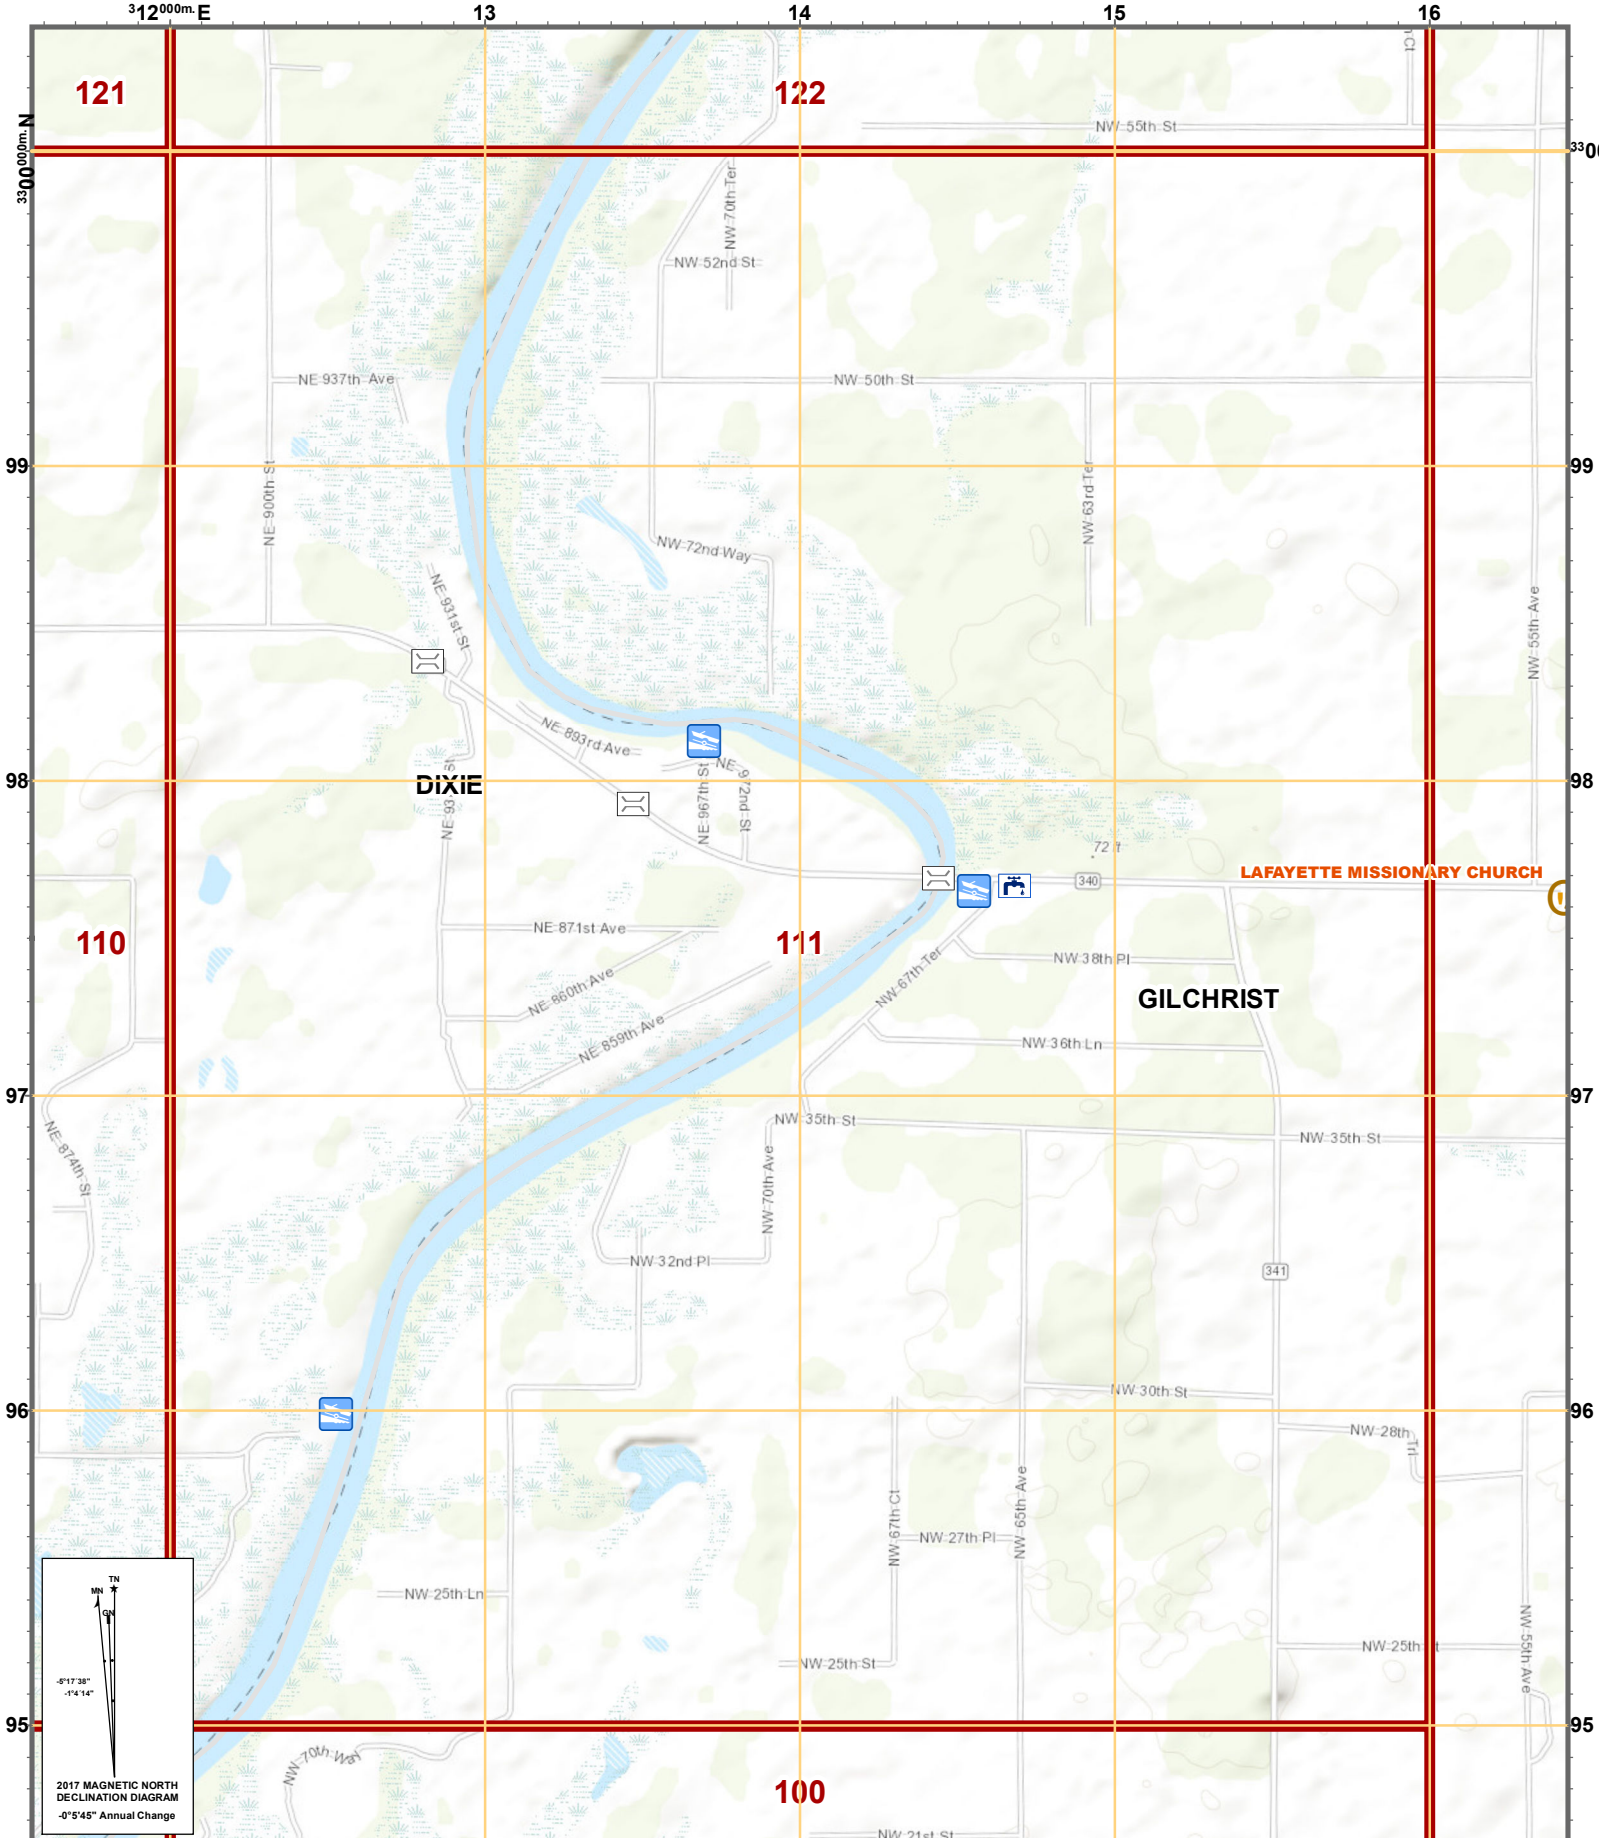 312000m. E
13
14
15
16
121
122
NW 55th St
3300000m. N
NW 70th Ter
NW 52nd St
NE 937th Ave
NW 50th St
99
99
NE 900th St
NW 63rd Ter
NW 72nd Way
NE 931st St
NW 55th Ave
NE 893rd Ave
98
98
DIXIE
NE 967th St
NE 972nd St
72 ft
340
LAFAYETTE MISSIONARY CHURCH
110
111
NE 871st Ave
NW 38th Pl
NE 860th Ave
NW 67th Ter
GILCHRIST
NE 859th Ave
NW 36th Ln
97
97
NW 35th St
NW 35th St
NE 874th St
NW 70th Ave
NW 32nd Pl
341
NW 30th St
96
96
NW 28th Trl
NW 67th Ct
NW 65th Ave
NW 27th Pl
NW 25th Ln
NW 25th St
NW 25th St
NW 55th Ave
95
95
NW 70th Way
100
NW 21st St
TN
MN
GN
-5°17'38"
-1°4'14"
2017 MAGNETIC NORTH
DECLINATION DIAGRAM
-0°5'45" Annual Change